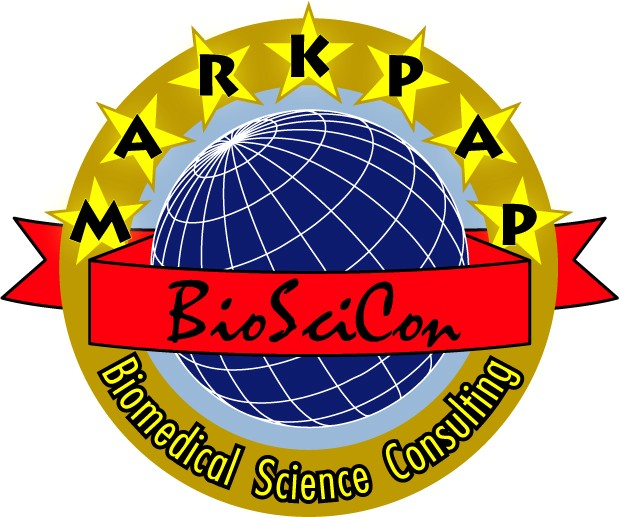 MARKPAP
BioSciCon
Biomedical Science Consulting